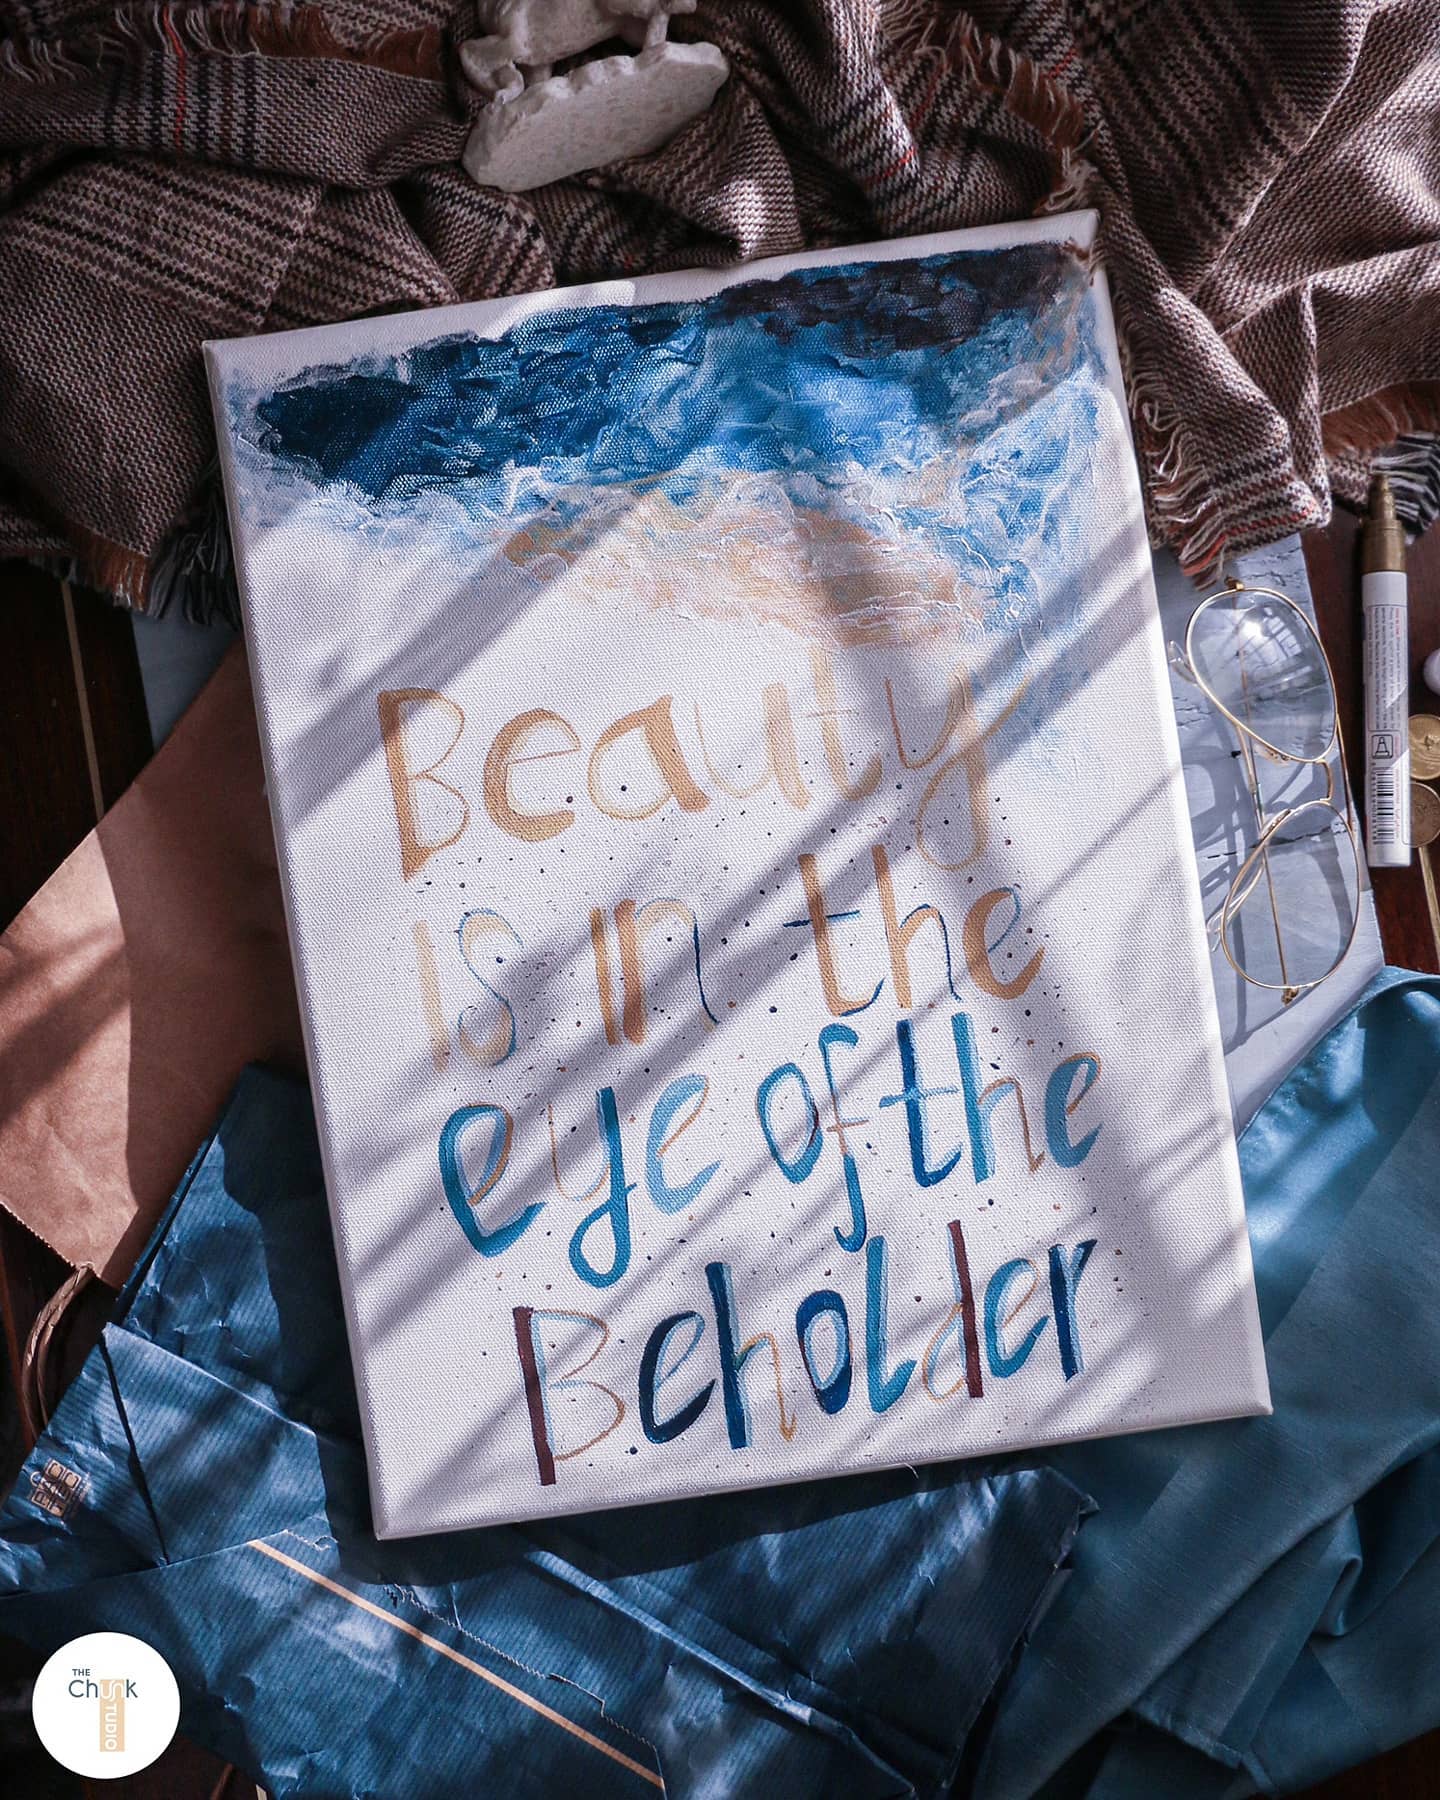 Beauty
is in the
eye of the
Beholder
THE
Chunk
STUDIO